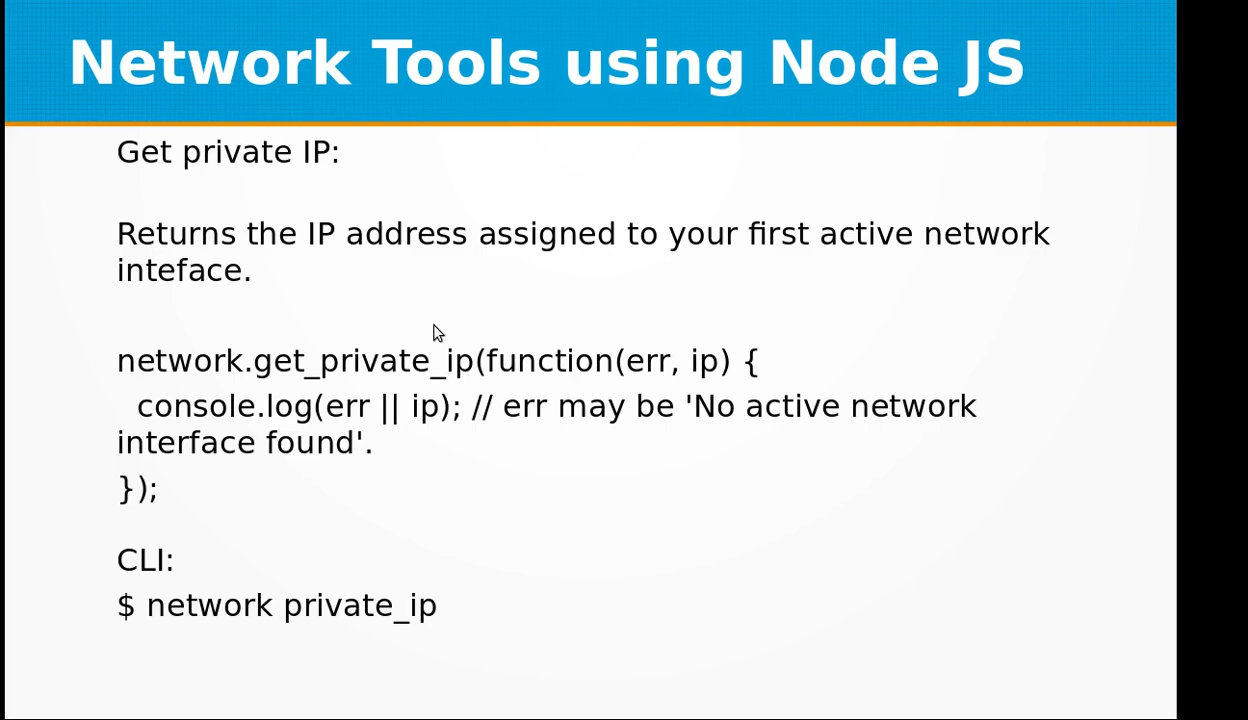 Network Tools using Node JS
Get private IP:
Returns the IP address assigned to your first active network
inteface.
network.get_private_ip(function(err, ip) {
console.log(err || ip); // err may be 'No active network
interface found'.
});
CLI:
$ network private_ip